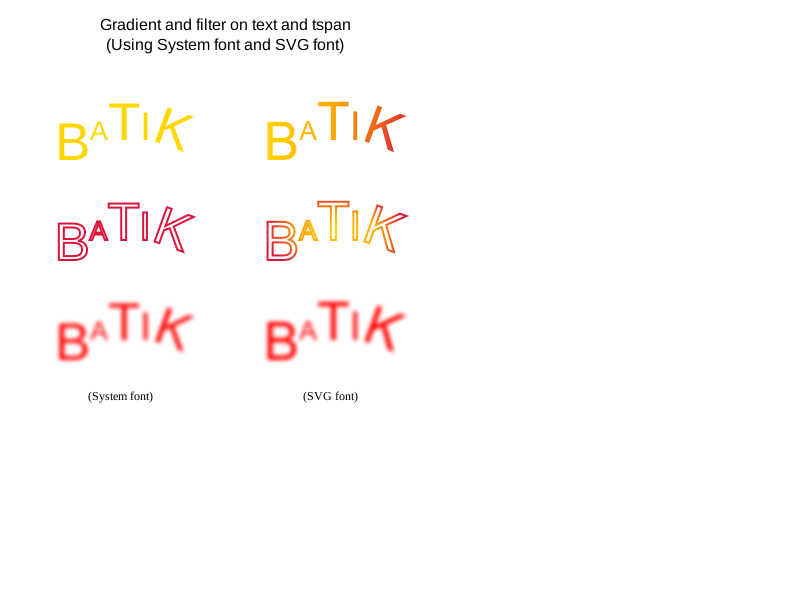 Gradient and filter on text and tspan
(Using System font and SVG font)
BATIK BATIK
BATIK BATIK
BATIK BATIK
(System font) (SVG font)